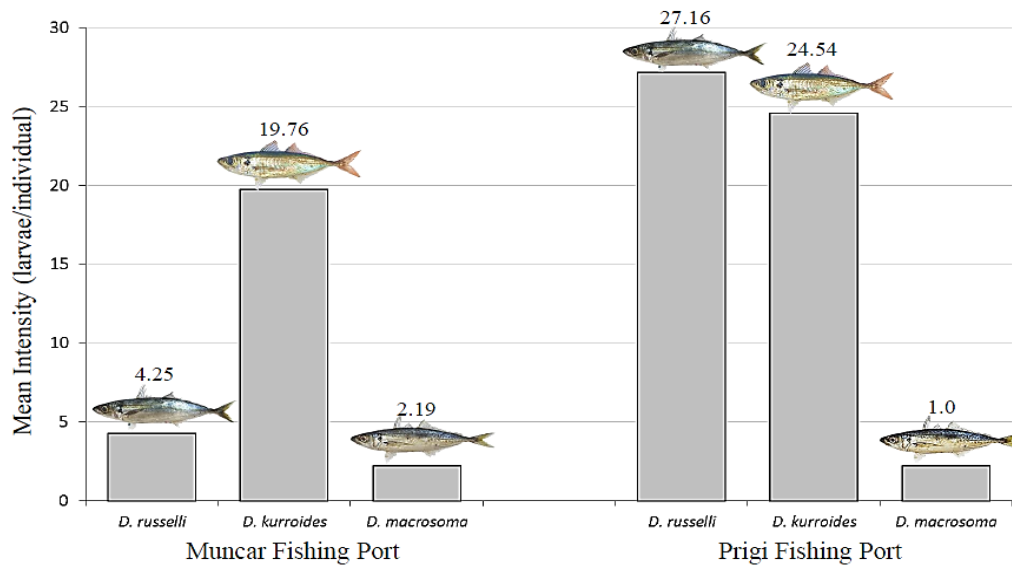 Mean Intensity (larvae/individual)
30
25
20
15
10
5
0
4.25
19.76
2.19
27.16
24.54
1.0
D. russelli
D. kurroides
D. macrosoma
D. russelli
D. kurroides
D. macrosoma
Muncar Fishing Port
Prigi Fishing Port